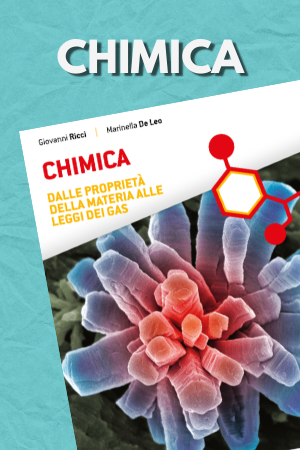 CHIMICA
Giovanni Ricci | Marinella De Leo
CHIMICA
DALLE PROPRIETÀ
DELLA MATERIA ALLE
LEGGI DEI GAS